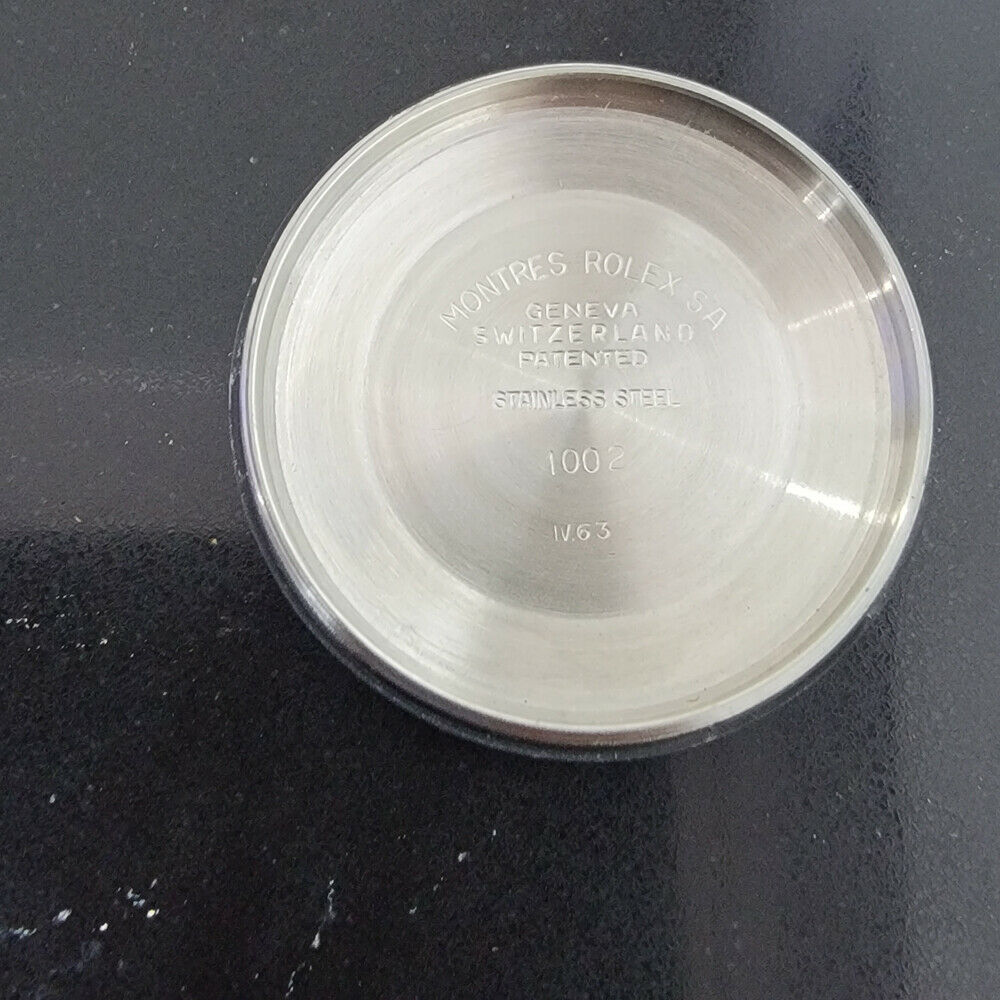 MONTRES ROLEX SA
GENEVA
SWITZERLAND
PATENTED
STAINLESS STEEL
1002
IV.63